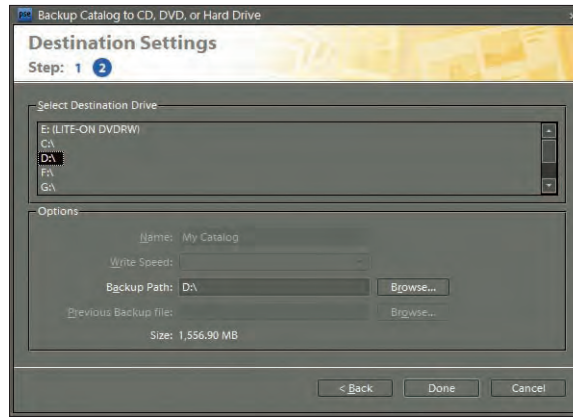 pse Backup Catalog to CD, DVD, or Hard Drive
Destination Settings
Step: 1 2
Select Destination Drive
E: (LITE-ON DVDRW)
C:\
D:\
F:\
G:\
Options
Name: My Catalog
Write Speed:
Backup Path: D:\ Browse...
Previous Backup file: Browse...
Size: 1,556.90 MB
< Back Done Cancel